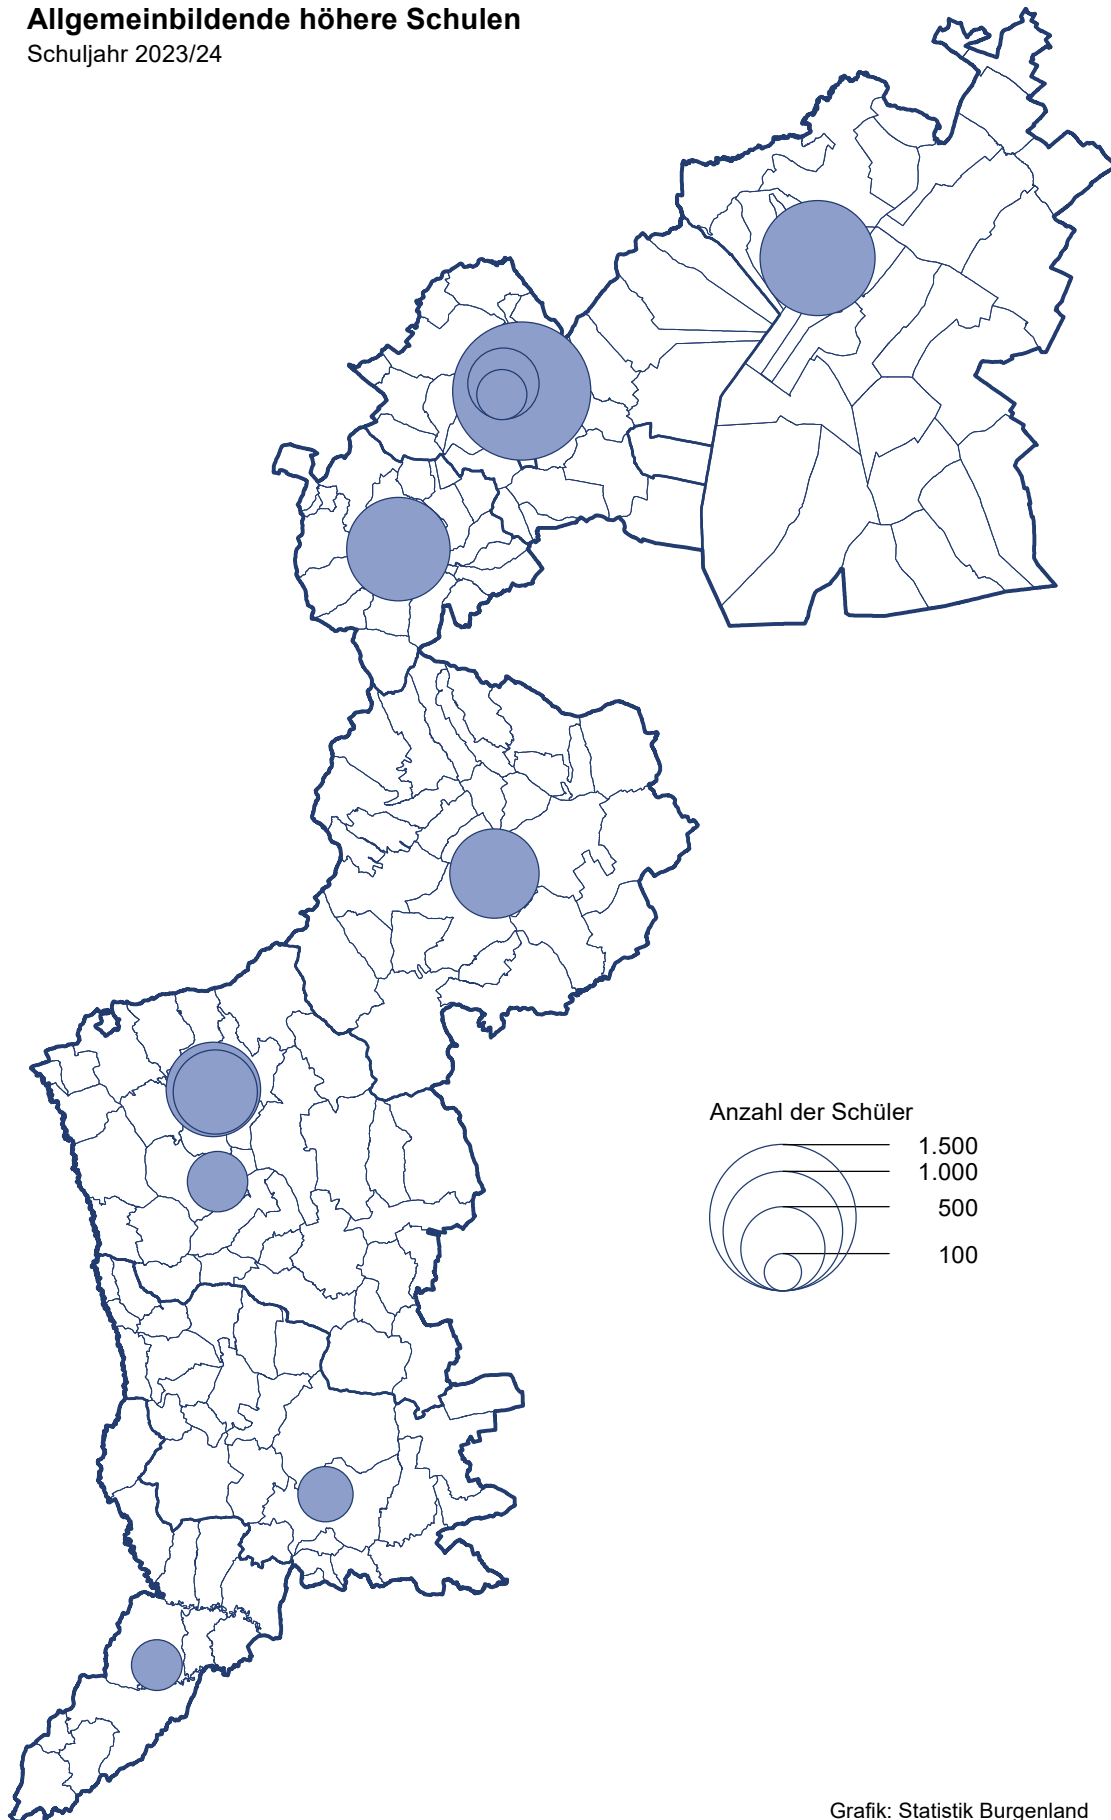 Allgemeinbildende höhere Schulen
Schuljahr 2023/24
Anzahl der Schüler
1.500
1.000
500
100
Grafik: Statistik Burgenland